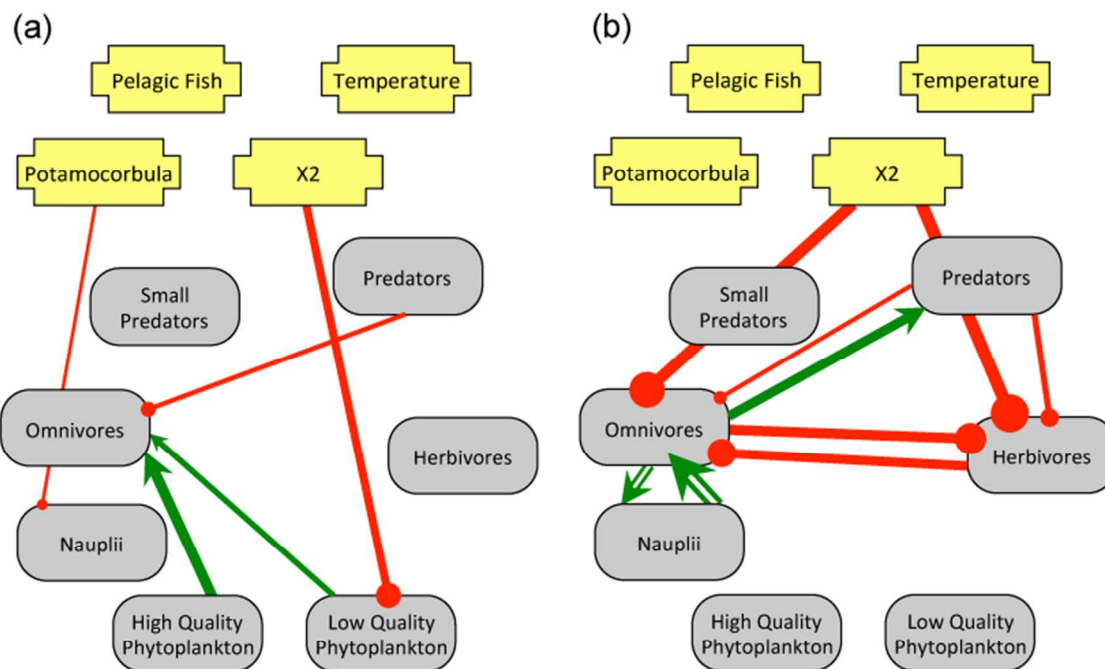 (a)
Pelagic Fish
Temperature
Potamocorbula
X2
Predators
Small
Predators
Omnivores
Herbivores
Nauplii
High Quality
Phytoplankton
Low Quality
Phytoplankton
(b)
Pelagic Fish
Temperature
Potamocorbula
X2
Predators
Small
Predators
Omnivores
Herbivores
Nauplii
High Quality
Phytoplankton
Low Quality
Phytoplankton